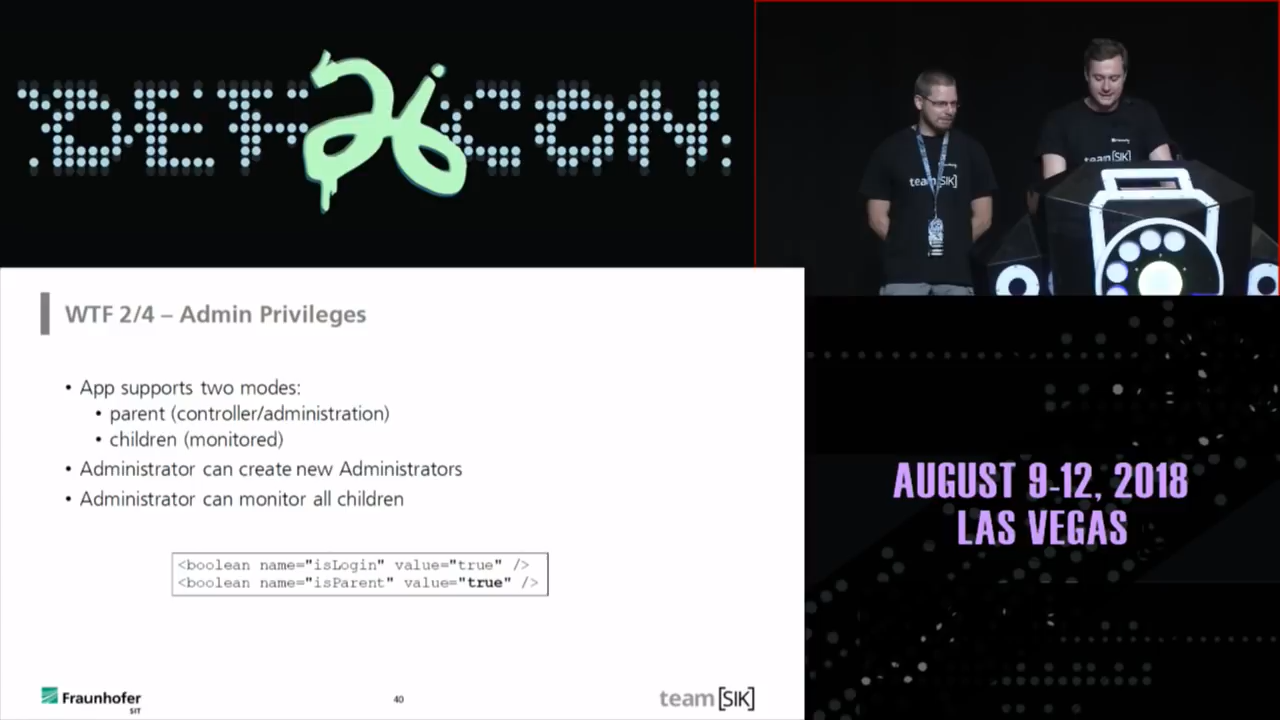 DEF CON
26
team[SIK]
team[SIK]
WTF 2/4 – Admin Privileges
• App supports two modes:
• parent (controller/administration)
• children (monitored)
• Administrator can create new Administrators
• Administrator can monitor all children
<boolean name="isLogin" value="true" />
<boolean name="isParent" value="true" />
Fraunhofer
SIT
40
team[SIK]
AUGUST 9-12, 2018
LAS VEGAS